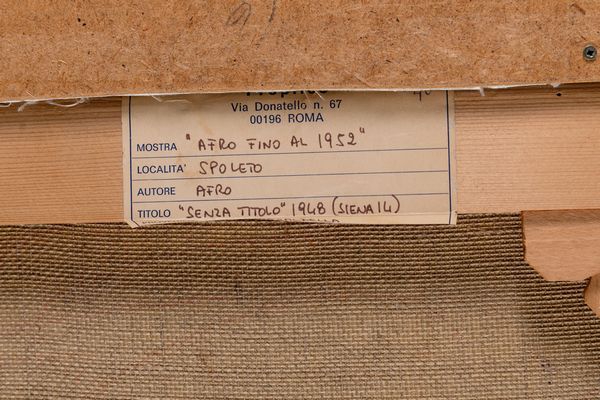 Via Donatello n. 67
00196 ROMA
MOSTRA "AFRO FINO AL 1952"
LOCALITA' SPOLETO
AUTORE AFRO
TITOLO "SENZA TITOLO" 1948 (SIENA 14)